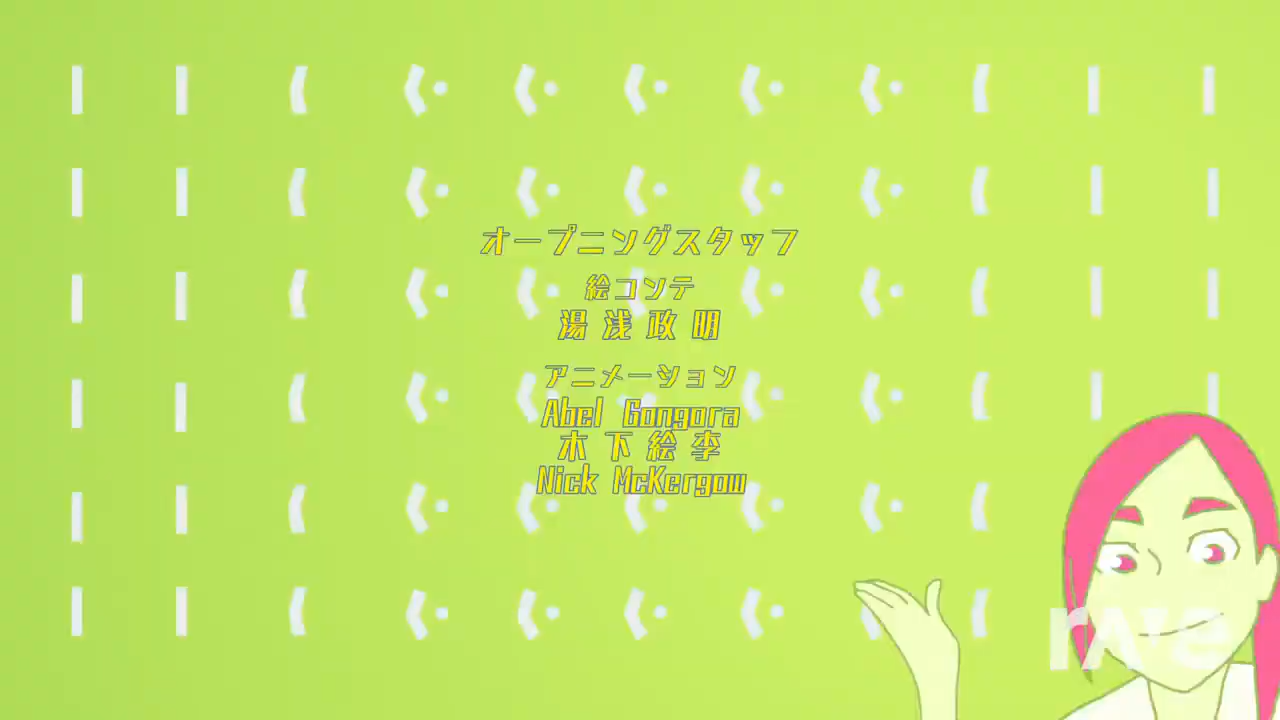 オープニングスタッフ
絵コンテ
湯浅政明
アニメーション
Abel Gongora
木下絵李
Nick McKergow